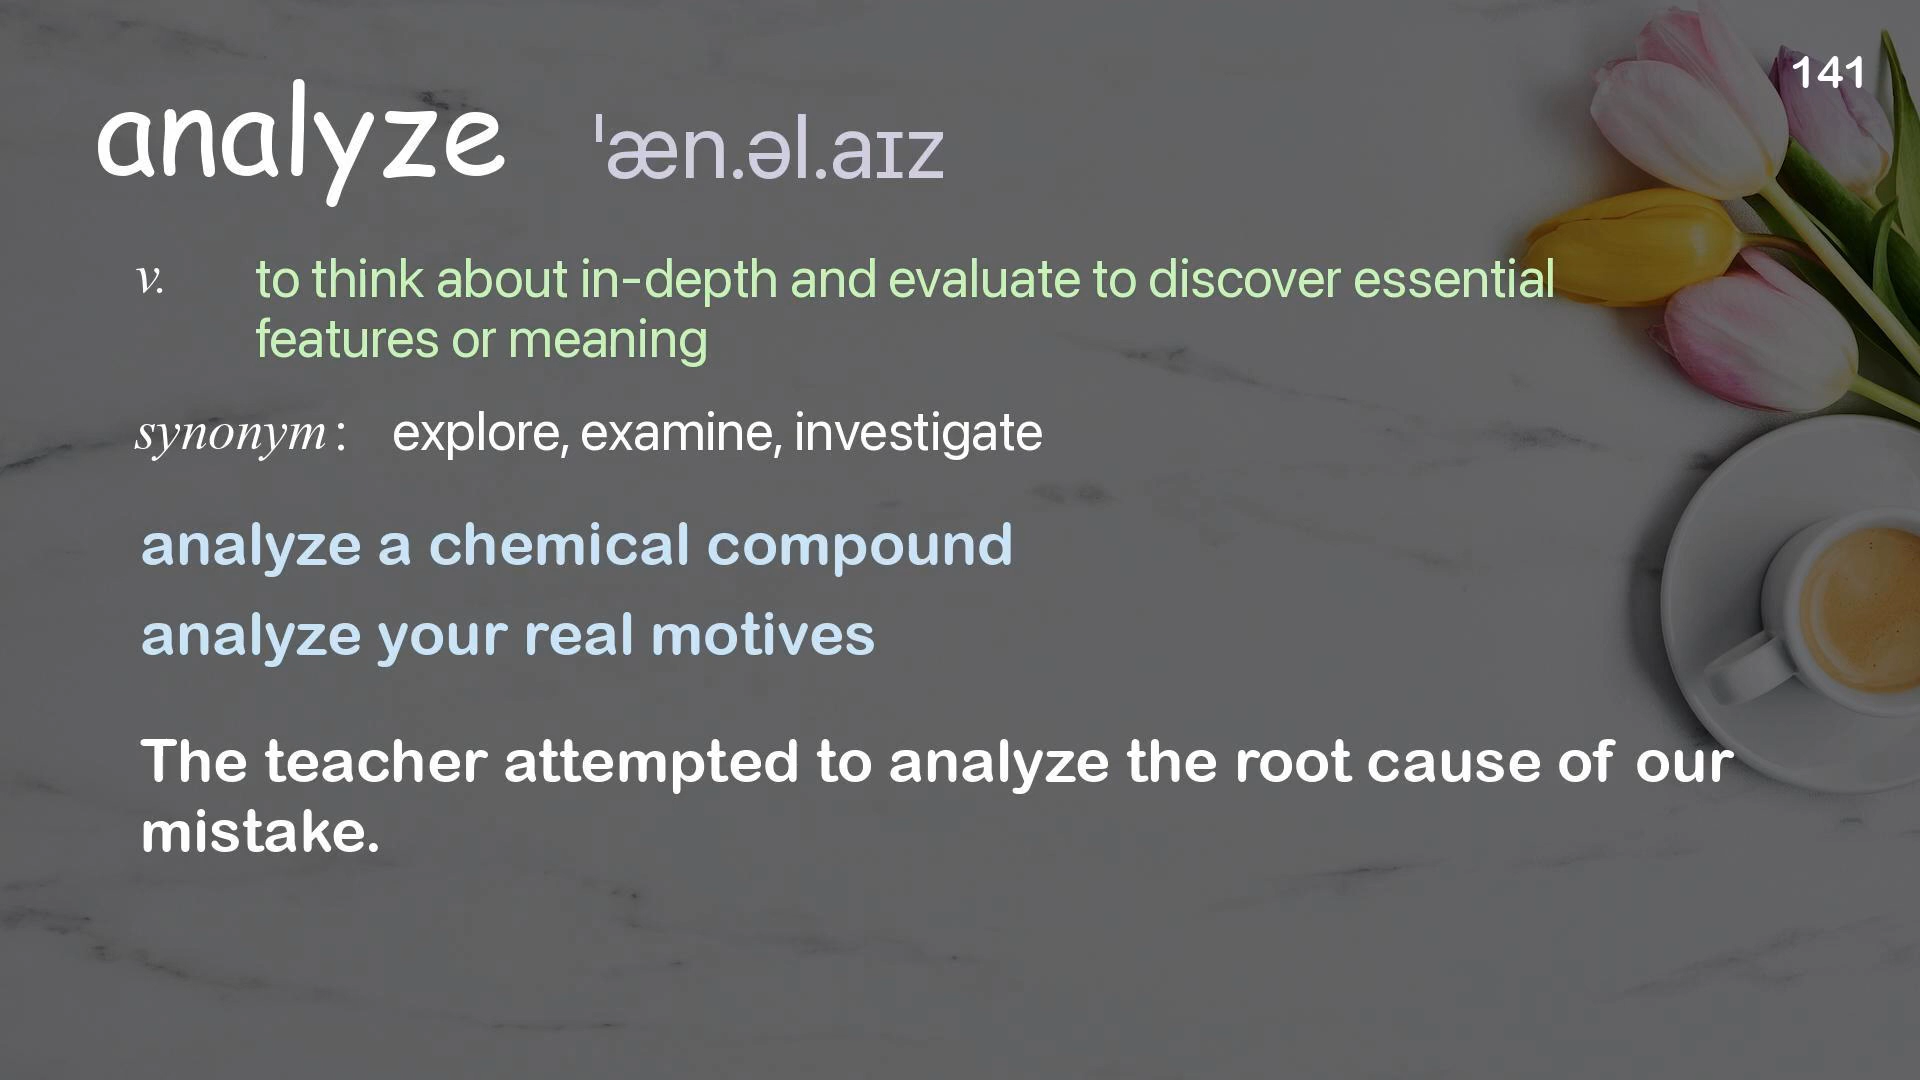 141
analyze ˈæn.əl.aɪz
v. to think about in-depth and evaluate to discover essential
features or meaning
synonym: explore, examine, investigate
analyze a chemical compound
analyze your real motives
The teacher attempted to analyze the root cause of our
mistake.